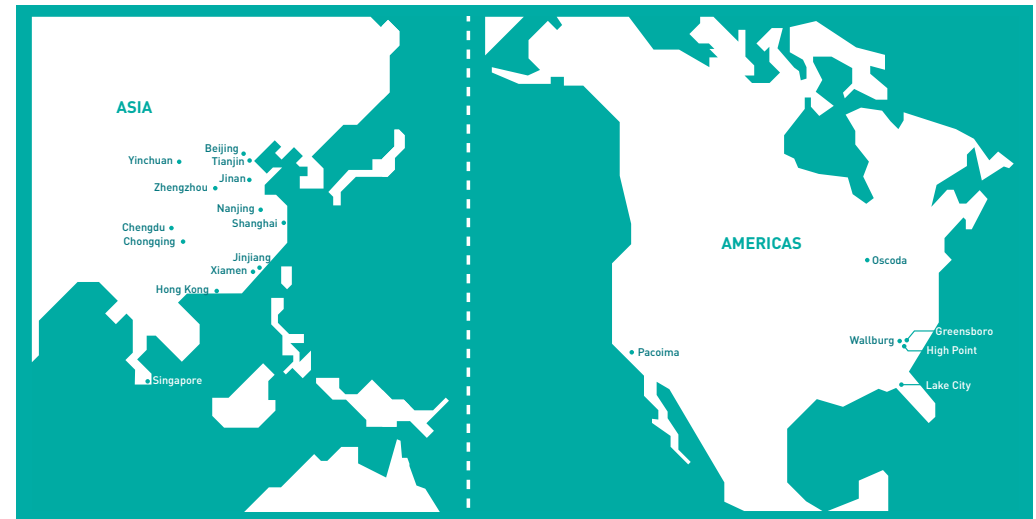 ASIA
Beijing
Yinchuan
Tianjin
Jinan
Zhengzhou
Nanjing
Shanghai
Chengdu
Chongqing
Jinjiang
Xiamen
Hong Kong
Singapore
AMERICAS
Oscoda
Greensboro
Wallburg
High Point
Pacoima
Lake City